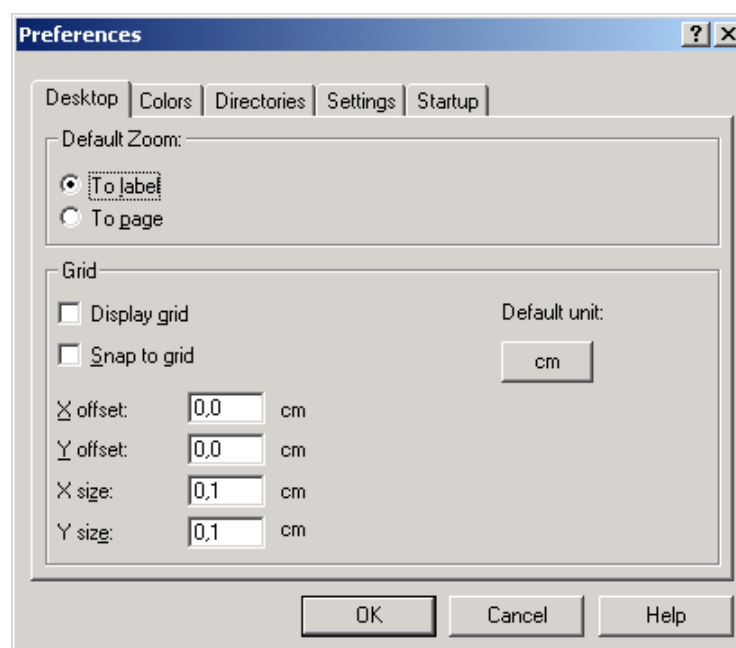 Preferences
Desktop Colors Directories Settings Startup
Default Zoom:
To label
To page
Grid
Display grid
Default unit:
Snap to grid
cm
X offset: 0,0 cm
Y offset: 0,0 cm
X size: 0,1 cm
Y size: 0,1 cm
OK Cancel Help